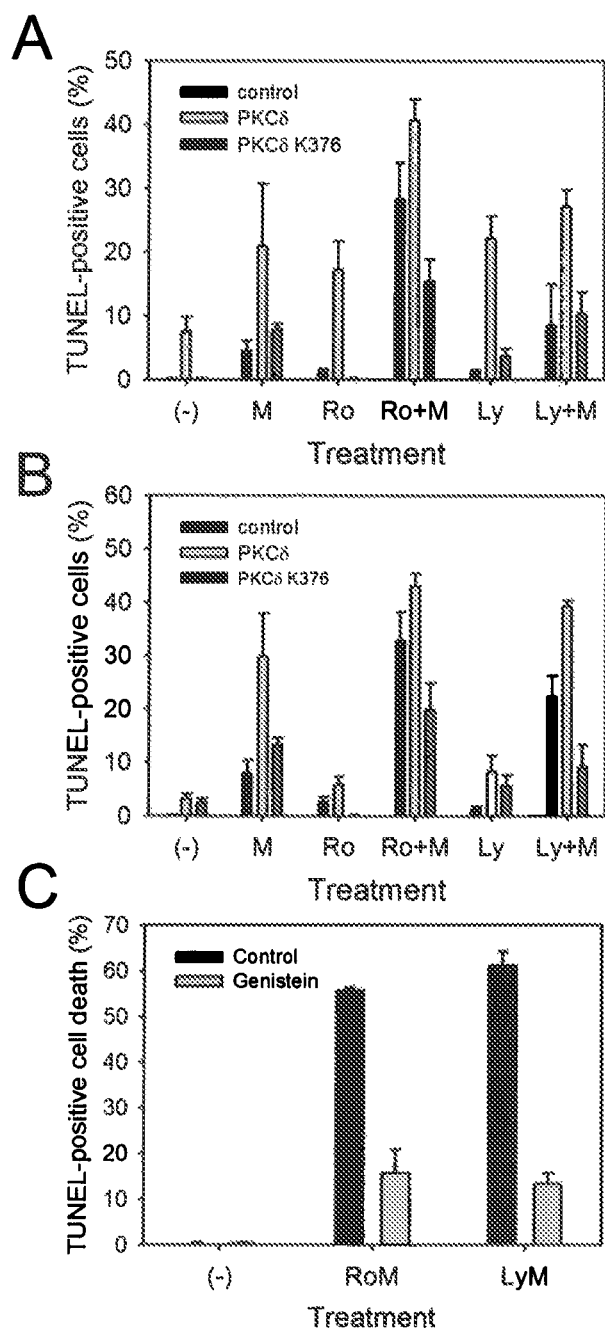 A
TUNEL-positive cells (%)
50
40
30
20
10
0
control
PKCδ
PKCδ K376
(-) M Ro Ro+M Ly Ly+M
Treatment
B
TUNEL-positive cells (%)
60
50
40
30
20
10
0
control
PKCδ
PKCδ K376
(-) M Ro Ro+M Ly Ly+M
Treatment
C
TUNEL-positive cell death (%)
70
60
50
40
30
20
10
0
Control
Genistein
(-) RoM LyM
Treatment